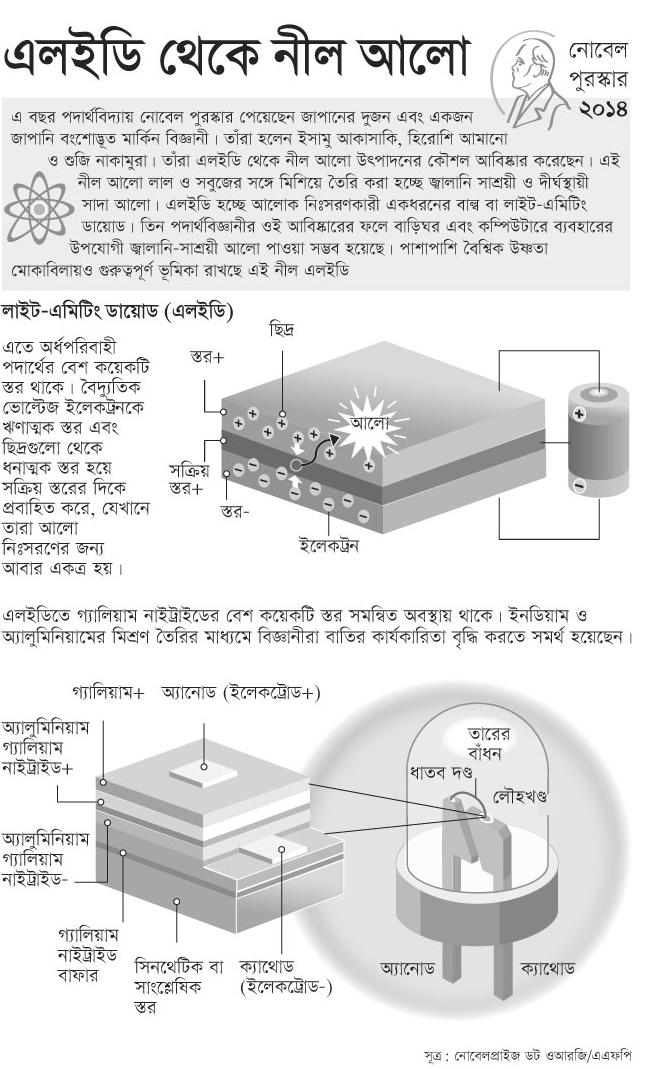 এলইডি থেকে নীল আলো
নোবেল
পুরস্কার
২০১৪
এ বছর পদার্থবিদ্যায় নোবেল পুরস্কার পেয়েছেন জাপানের দুজন এবং একজন
জাপানি বংশোদ্ভূত মার্কিন বিজ্ঞানী। তাঁরা হলেন ইসামু আকাসাকি, হিরোশি আমানো
ও শুজি নাকামুরা। তাঁরা এলইডি থেকে নীল আলো উৎপাদনের কৌশল আবিষ্কার করেছেন। এই
নীল আলো লাল ও সবুজের সঙ্গে মিশিয়ে তৈরি করা হচ্ছে জ্বালানি সাশ্রয়ী ও দীর্ঘস্থায়ী
সাদা আলো। এলইডি হচ্ছে আলোক নিঃসরণকারী একধরনের বাল্ব বা লাইট-এমিটিং
ডায়োড। তিন পদার্থবিজ্ঞানীর ওই আবিষ্কারের ফলে বাড়িঘর এবং কম্পিউটারে ব্যবহারের
উপযোগী জ্বালানি-সাশ্রয়ী আলো পাওয়া সম্ভব হয়েছে। পাশাপাশি বৈশ্বিক উষ্ণতা
মোকাবিলায়ও গুরুত্বপূর্ণ ভূমিকা রাখছে এই নীল এলইডি
লাইট-এমিটিং ডায়োড (এলইডি)
এতে অর্ধপরিবাহী
পদার্থের বেশ কয়েকটি
স্তর থাকে। বৈদ্যুতিক
ভোল্টেজ ইলেকট্রনকে
ঋণাত্মক স্তর এবং
ছিদ্রগুলো থেকে
ধনাত্মক স্তর হয়ে
সক্রিয় স্তরের দিকে
প্রবাহিত করে, যেখানে
তারা আলো
নিঃসরণের জন্য
আবার একত্র হয়।
ছিদ্র
স্তর+
আলো
সক্রিয়
স্তর+
স্তর-
ইলেকট্রন
এলইডিতে গ্যালিয়াম নাইট্রাইডের বেশ কয়েকটি স্তর সমন্বিত অবস্থায় থাকে। ইনডিয়াম ও
অ্যালুমিনিয়ামের মিশ্রণ তৈরির মাধ্যমে বিজ্ঞানীরা বাতির কার্যকারিতা বৃদ্ধি করতে সমর্থ হয়েছেন।
গ্যালিয়াম+
অ্যানোড (ইলেকট্রোড+)
অ্যালুমিনিয়াম
গ্যালিয়াম
নাইট্রাইড+
অ্যালুমিনিয়াম
গ্যালিয়াম
নাইট্রাইড-
গ্যালিয়াম
নাইট্রাইড
বাফার
সিনথেটিক বা
সাংশ্লেষিক
স্তর
ক্যাথোড
(ইলেকট্রোড-)
তারের
বাঁধন
ধাতব দণ্ড
লৌহখণ্ড
অ্যানোড
ক্যাথোড
সূত্র : নোবেলপ্রাইজ ডট ওআরজি/এএফপি